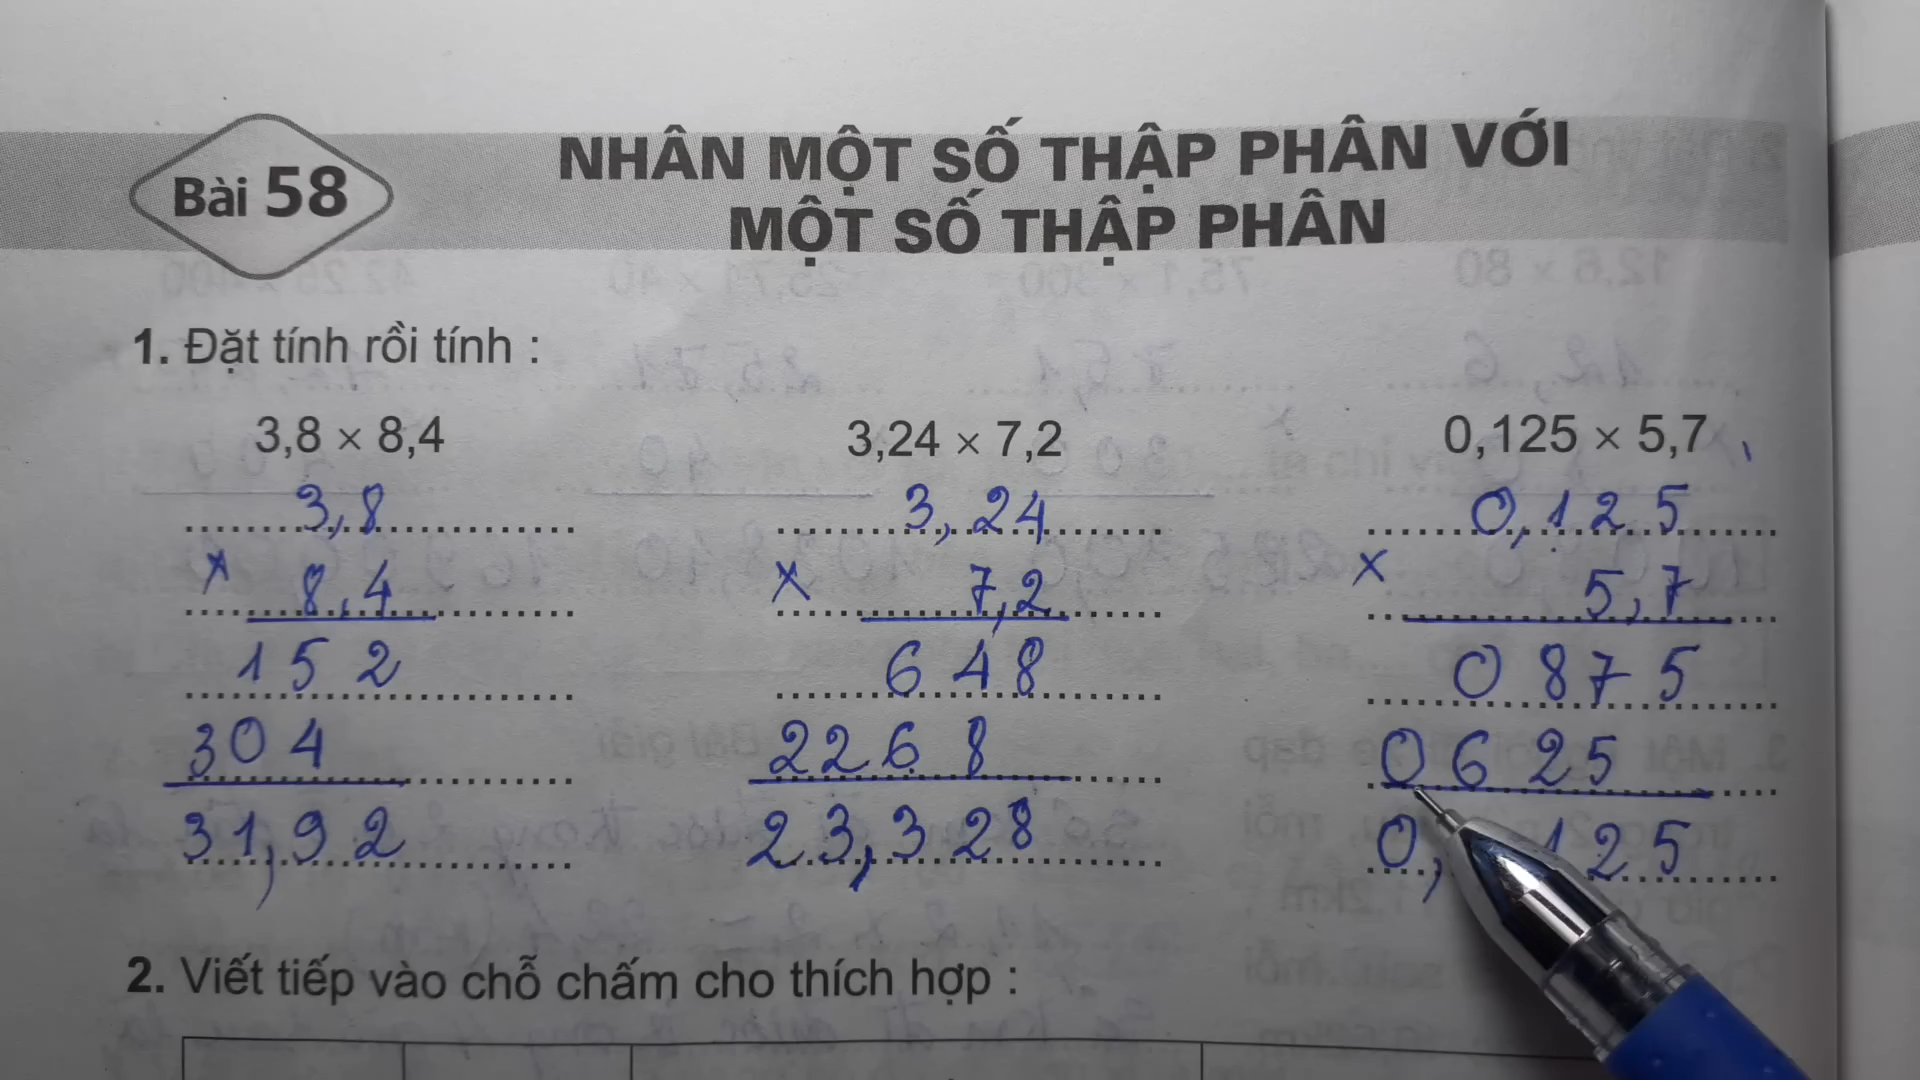 Bài 58
NHÂN MỘT SỐ THẬP PHÂN VỚI
MỘT SỐ THẬP PHÂN
1. Đặt tính rồi tính :
3,8 × 8,4
3,8
×
8,4
152
304
31,92
3,24 × 7,2
3,24
×
7,2
648
2268
23,328
0,125 × 5,7
0,125
×
5,7
0875
0625
0, 125
2. Viết tiếp vào chỗ chấm cho thích hợp :